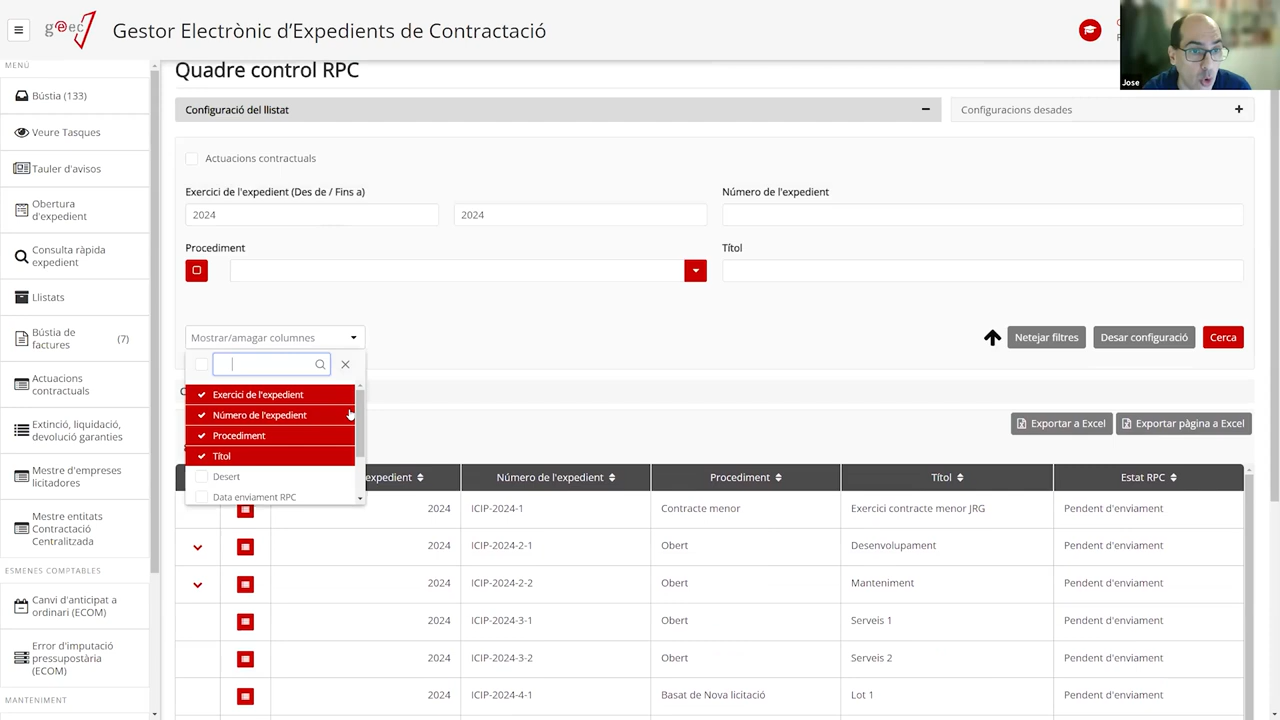 geec
Gestor Electrònic d'Expedients de Contractació
Jose
MENÚ
Bústia (133)
Veure Tasques
Tauler d'avisos
Obertura
d'expedient
Consulta ràpida
expedient
Llistats
Bústia de
factures
(7)
Actuacions
contractuals
Extinció, liquidació,
devolució garanties
Mestre d'empreses
licitadores
Mestre entitats
Contractació
Centralitzada
ESMENES COMPTABLES
Canvi d'anticipat a
ordinari (ECOM)
Error d'imputació
pressupostària
(ECOM)
MANTENIMENT
Quadre control RPC
Configuració del llistat
Configuracions desades
Actuacions contractuals
Exercici de l'expedient (Des de / Fins a)
Número de l'expedient
2024 2024
Procediment
Títol
Mostrar/amagar columnes
Netejar filtres
Desar configuració
Cerca
Exercici de l'expedient
Número de l'expedient
Procediment
Títol
Desert
Data enviament RPC
Exportar a Excel
Exportar pàgina a Excel
expedient Número de l'expedient Procediment Títol Estat RPC
2024 ICIP-2024-1 Contracte menor Exercici contracte menor JRG Pendent d'enviament
2024 ICIP-2024-2-1 Obert Desenvolupament Pendent d'enviament
2024 ICIP-2024-2-2 Obert Manteniment Pendent d'enviament
2024 ICIP-2024-3-1 Obert Serveis 1 Pendent d'enviament
2024 ICIP-2024-3-2 Obert Serveis 2 Pendent d'enviament
2024 ICIP-2024-4-1 Basat de Nova licitació Lot 1 Pendent d'enviament